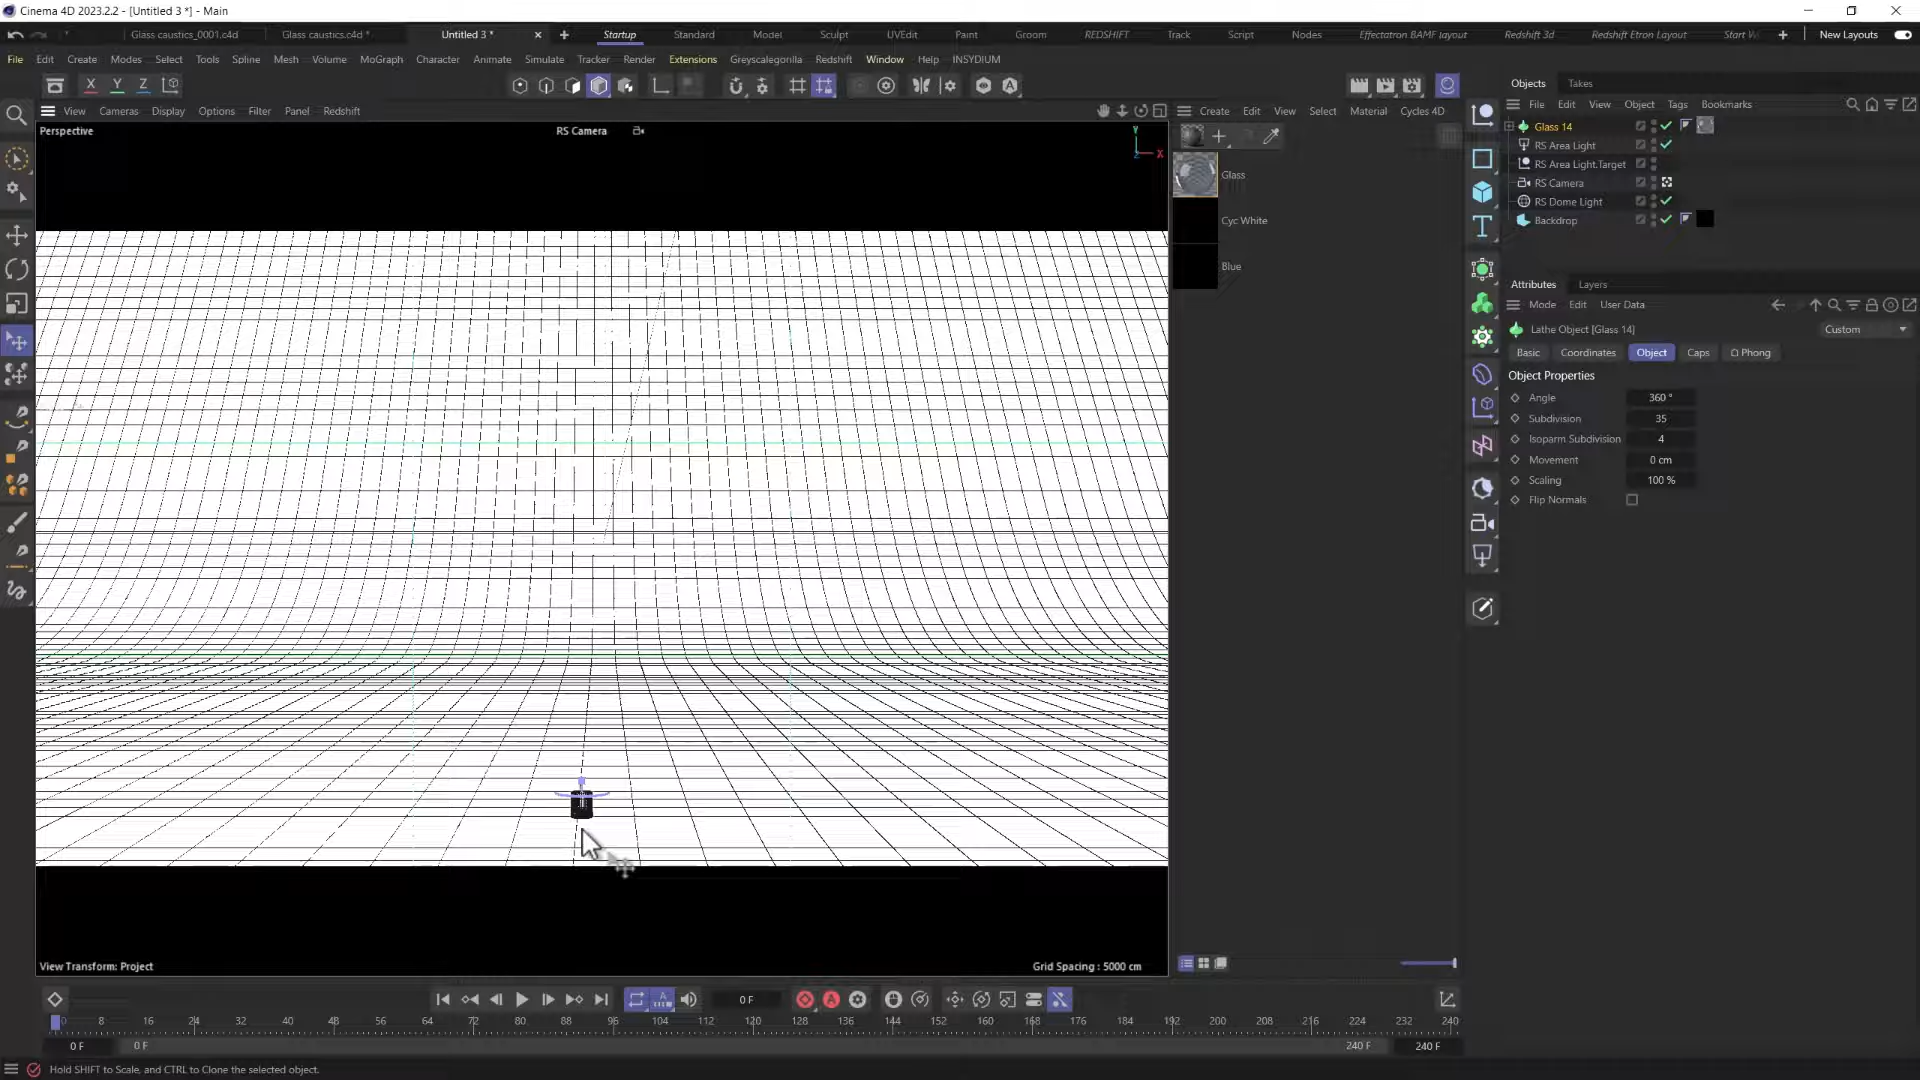 Cinema 4D 2023.2.2 - [Untitled 3 *] - Main
Glass caustics_0001.c4d
Glass caustics.c4d *
Untitled 3 *
Startup
Standard
Model
Sculpt
UVEdit
Paint
Groom
REDSHIFT
Track
Script
Nodes
Effectatron BAMF layout
Redshift 3d
Redshift Etron Layout
Start W
New Layouts
File Edit Create Modes Select Tools Spline Mesh Volume MoGraph Character Animate Simulate Tracker Render Extensions Greyscalegorilla Redshift Window Help INSYDIUM
X Y Z
View Cameras Display Options Filter Panel Redshift
Perspective
RS Camera
Y
X
Z
View Transform: Project
Grid Spacing : 5000 cm
Create Edit View Select Material Cycles 4D
Glass
Cyc White
Blue
Objects Takes
File Edit View Object Tags Bookmarks
Glass 14
RS Area Light
RS Area Light.Target
RS Camera
RS Dome Light
Backdrop
Attributes Layers
Mode Edit User Data
Lathe Object [Glass 14]
Custom
Basic Coordinates Object Caps Phong
Object Properties
Angle 360 °
Subdivision 35
Isoparm Subdivision 4
Movement 0 cm
Scaling 100 %
Flip Normals
0 F
0 8 16 24 32 40 48 56 64 72 80 88 96 104 112 120 128 136 144 152 160 168 176 184 192 200 208 216 224 232 240
0 F
0 F
240 F
240 F
Hold SHIFT to Scale, and CTRL to Clone the selected object.